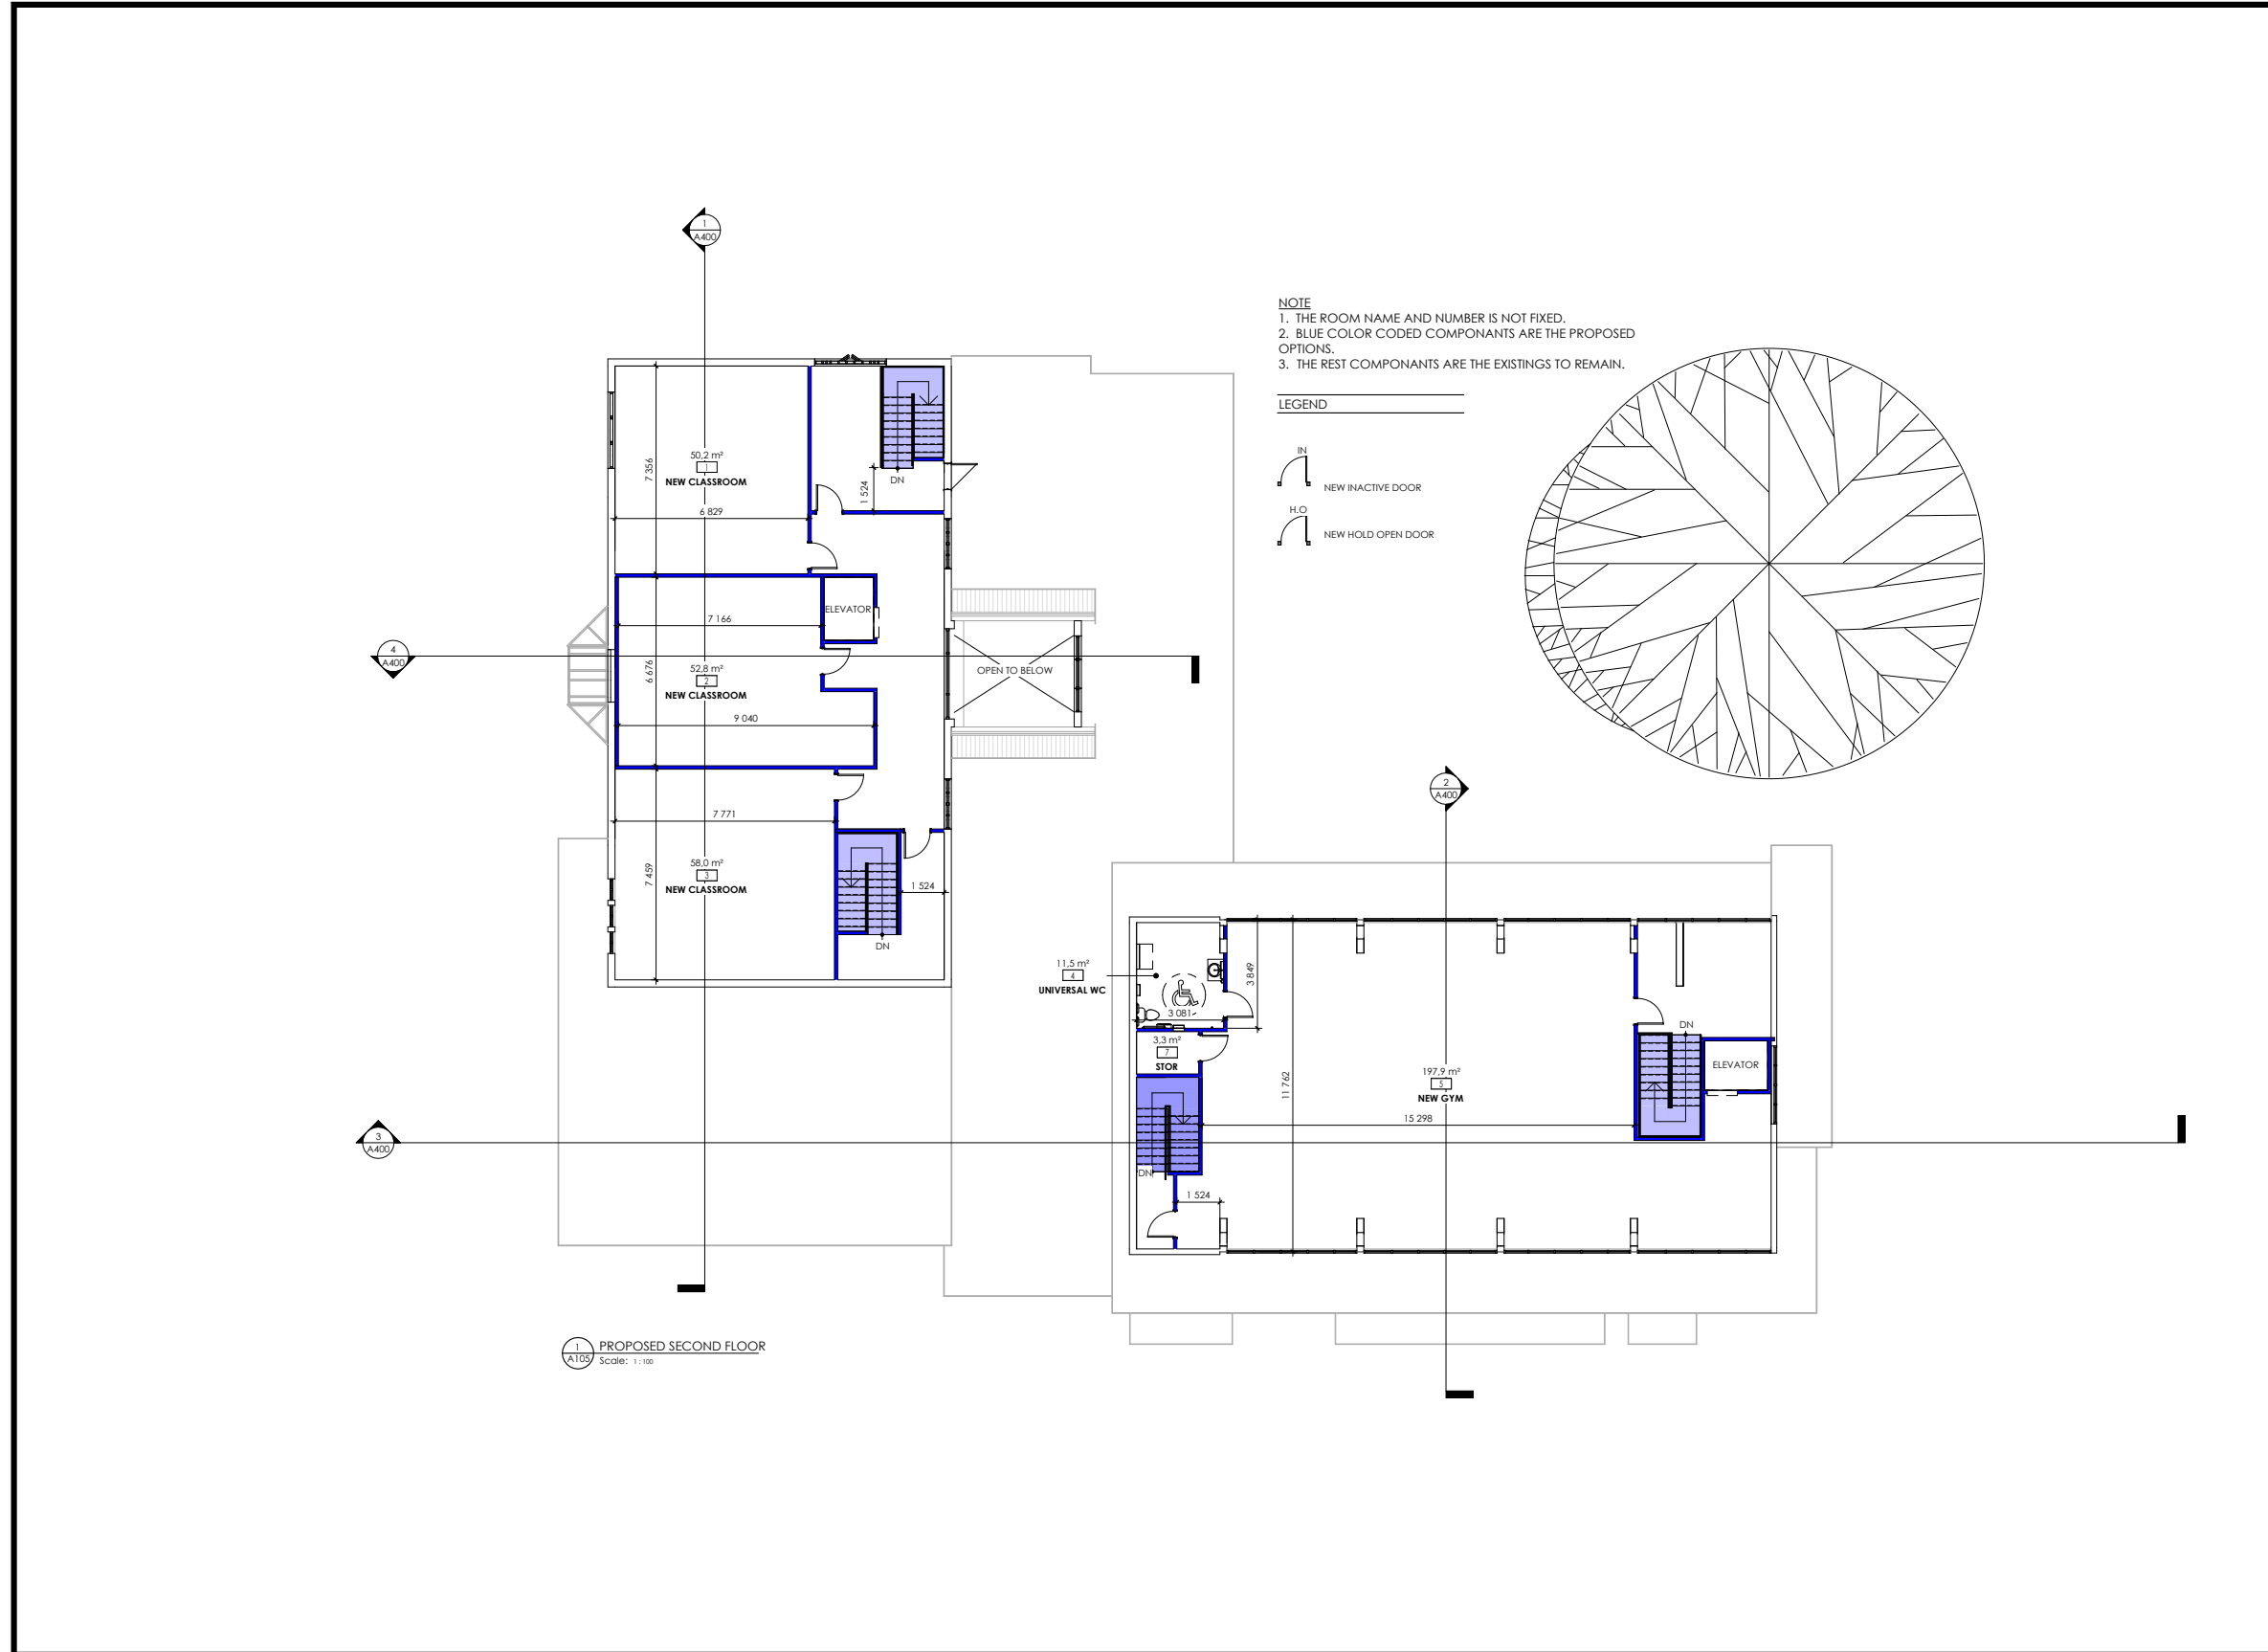 1
A400
NOTE
1. THE ROOM NAME AND NUMBER IS NOT FIXED.
2. BLUE COLOR CODED COMPONANTS ARE THE PROPOSED
OPTIONS.
3. THE REST COMPONANTS ARE THE EXISTINGS TO REMAIN.
LEGEND
IN
NEW INACTIVE DOOR
H.O
NEW HOLD OPEN DOOR
50,2 m²
1
NEW CLASSROOM
7 356
6 829
1 524
DN
ELEVATOR
7 166
4
A400
52,8 m²
2
NEW CLASSROOM
6 676
9 040
OPEN TO BELOW
7 771
58,0 m²
3
NEW CLASSROOM
7 459
1 524
DN
2
A400
11,5 m²
4
UNIVERSAL WC
3 849
3 081
3,3 m²
7
STOR
DN
1 524
11 762
197,9 m²
5
NEW GYM
15 298
DN
ELEVATOR
3
A400
1
A105
PROPOSED SECOND FLOOR
Scale: 1 : 100